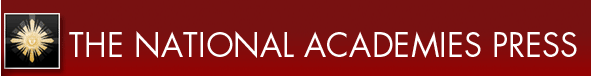 THE NATIONAL ACADEMIES PRESS